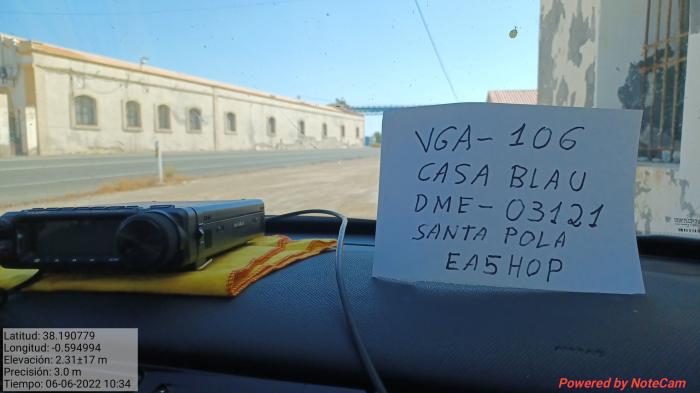 VGA-106
CASA BLAU
DME-03121
SANTA POLA
EA5HOP
Latitud: 38.190779
Longitud: -0.594994
Elevación: 2.31±17 m
Precisión: 3.0 m
Tiempo: 06-06-2022 10:34
Powered by NoteCam